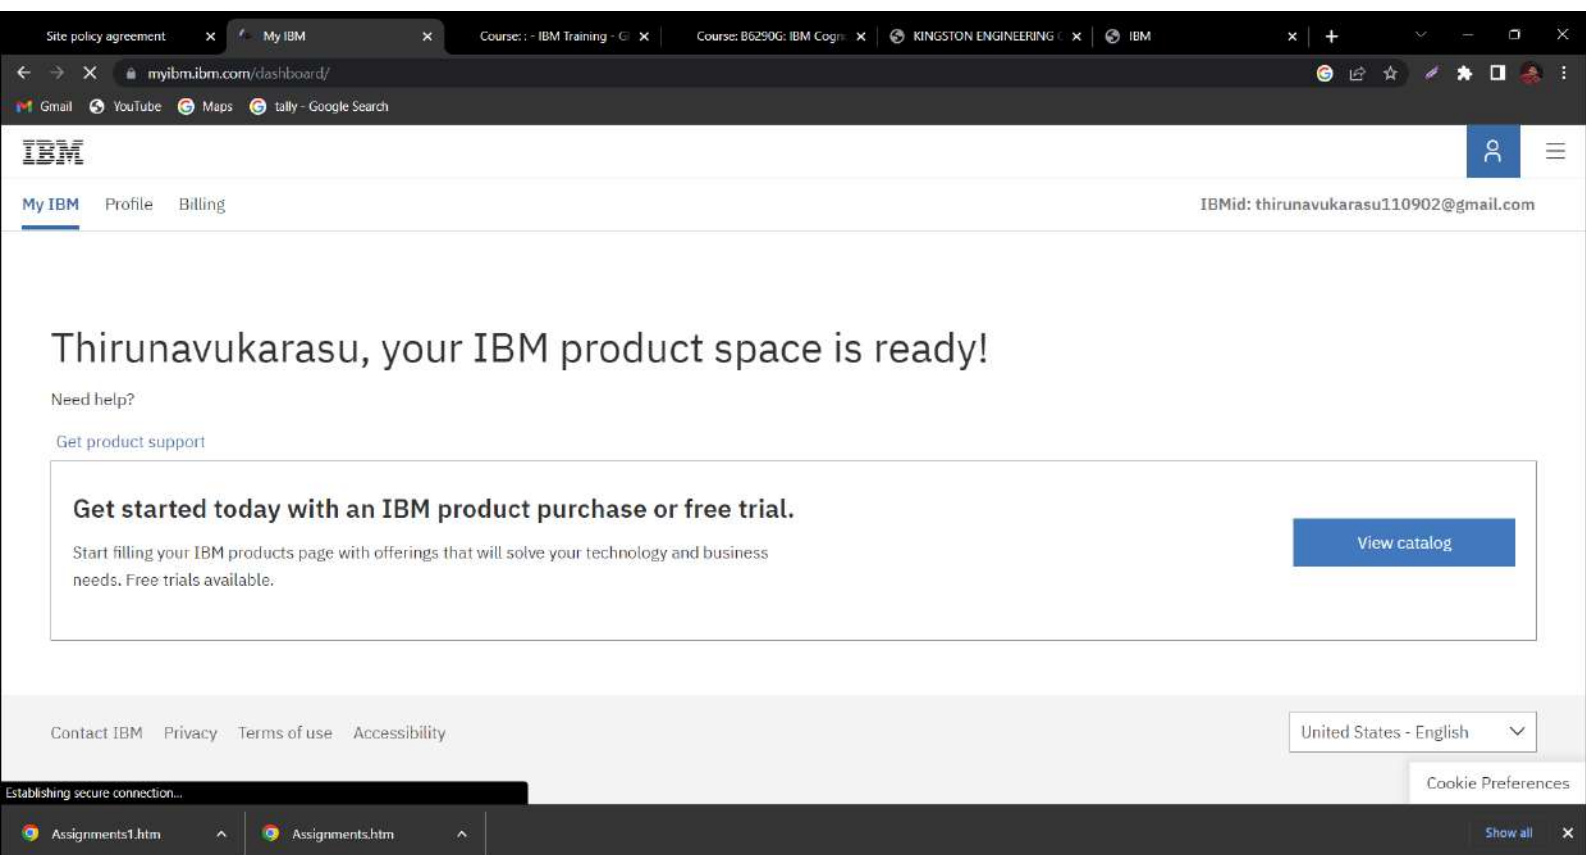 Site policy agreement
My IBM
Course: : - IBM Training - Gl
Course: B6290G: IBM Cogn
KINGSTON ENGINEERING C
IBM
myibm.ibm.com/dashboard/
Gmail YouTube Maps tally - Google Search
IBM
My IBM Profile Billing IBMid: thirunavukarasu110902@gmail.com
Thirunavukarasu, your IBM product space is ready!
Need help?
Get product support
Get started today with an IBM product purchase or free trial.
Start filling your IBM products page with offerings that will solve your technology and business
needs. Free trials available.
View catalog
Contact IBM Privacy Terms of use Accessibility
United States - English
Cookie Preferences
Establishing secure connection...
Assignments1.htm Assignments.htm Show all